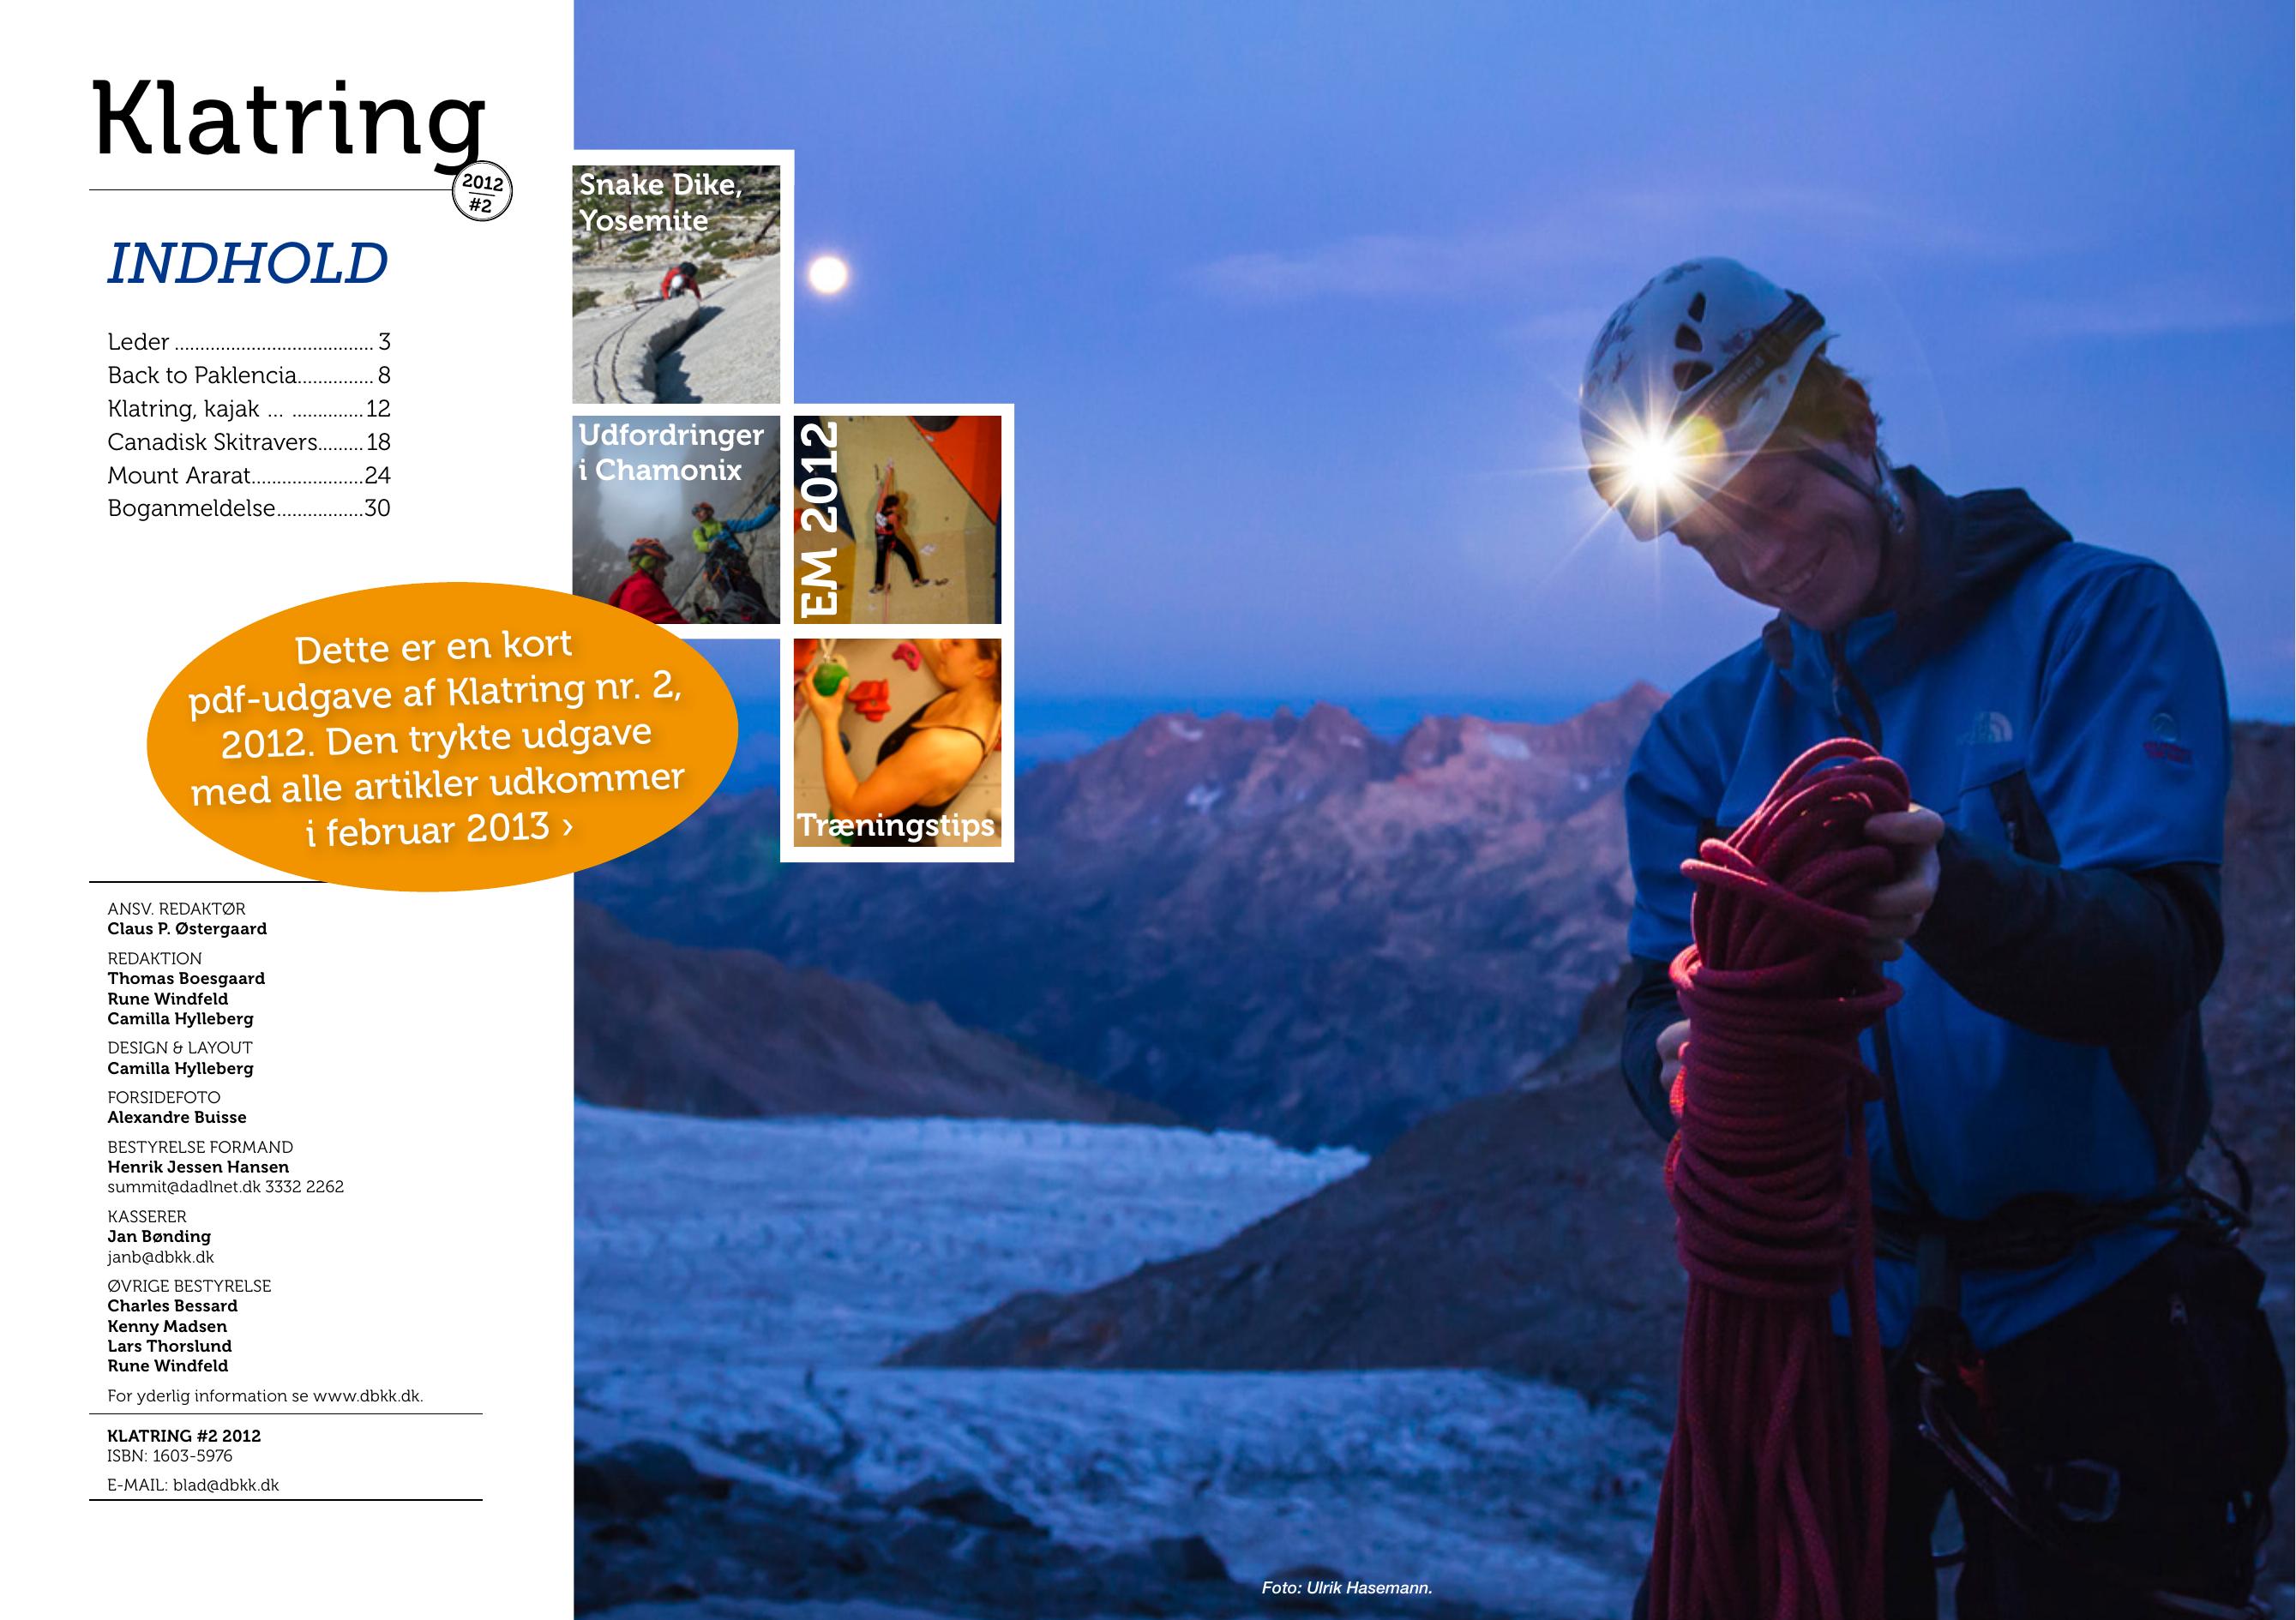 Klatring
2012
#2
INDHOLD
Leder ....................................... 3
Back to Paklencia............... 8
Klatring, kajak ... ..............12
Canadisk Skitravers.........18
Mount Ararat......................24
Boganmeldelse.................30
Snake Dike,
Yosemite
Udfordringer
i Chamonix
EM 2012
Træningstips
Dette er en kort
pdf-udgave af Klatring nr. 2,
2012. Den trykte udgave
med alle artikler udkommer
i februar 2013 ›
ANSV. REDAKTØR
Claus P. Østergaard
REDAKTION
Thomas Boesgaard
Rune Windfeld
Camilla Hylleberg
DESIGN & LAYOUT
Camilla Hylleberg
FORSIDEFOTO
Alexandre Buisse
BESTYRELSE FORMAND
Henrik Jessen Hansen
summit@dadlnet.dk 3332 2262
KASSERER
Jan Bønding
janb@dbkk.dk
ØVRIGE BESTYRELSE
Charles Bessard
Kenny Madsen
Lars Thorslund
Rune Windfeld
For yderlig information se www.dbkk.dk.
KLATRING #2 2012
ISBN: 1603-5976
E-MAIL: blad@dbkk.dk
Foto: Ulrik Hasemann.